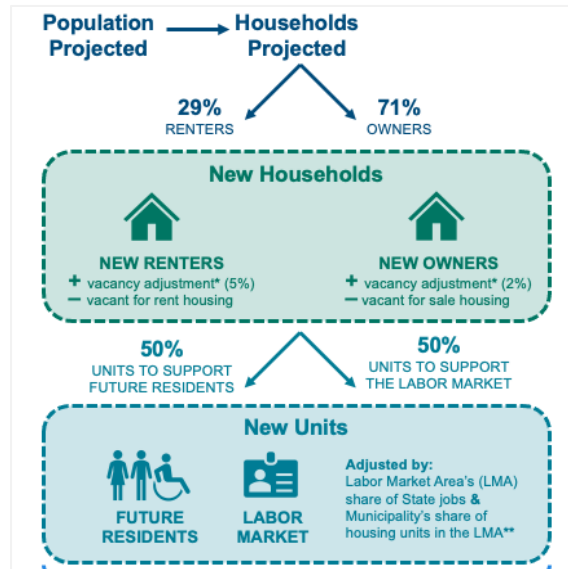 Population
Projected
Households
Projected
29%
RENTERS
71%
OWNERS
New Households
NEW RENTERS
+ vacancy adjustment* (5%)
− vacant for rent housing
NEW OWNERS
+ vacancy adjustment* (2%)
− vacant for sale housing
50%
UNITS TO SUPPORT
FUTURE RESIDENTS
50%
UNITS TO SUPPORT
THE LABOR MARKET
New Units
FUTURE
RESIDENTS
LABOR
MARKET
Adjusted by:
Labor Market Area's (LMA)
share of State jobs &
Municipality's share of
housing units in the LMA**